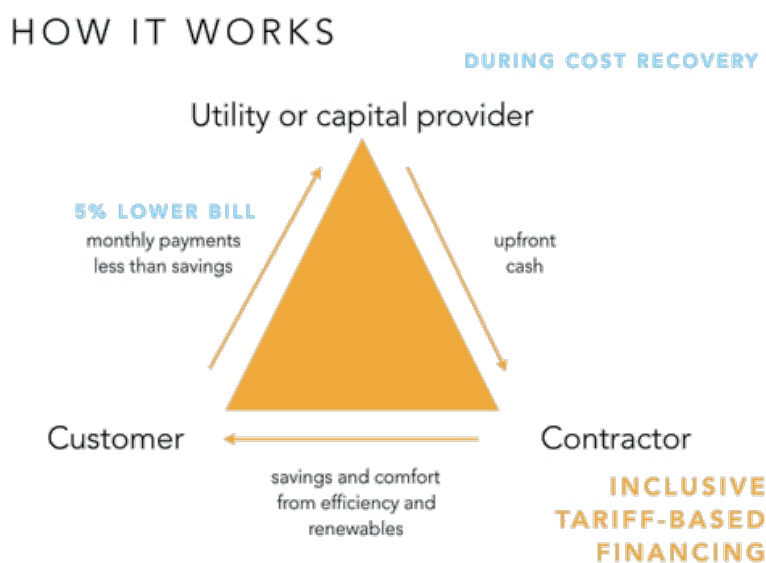 HOW IT WORKS
DURING COST RECOVERY
Utility or capital provider
5% LOWER BILL
monthly payments
less than savings
upfront
cash
Customer
Contractor
savings and comfort
from efficiency and
renewables
INCLUSIVE
TARIFF-BASED
FINANCING